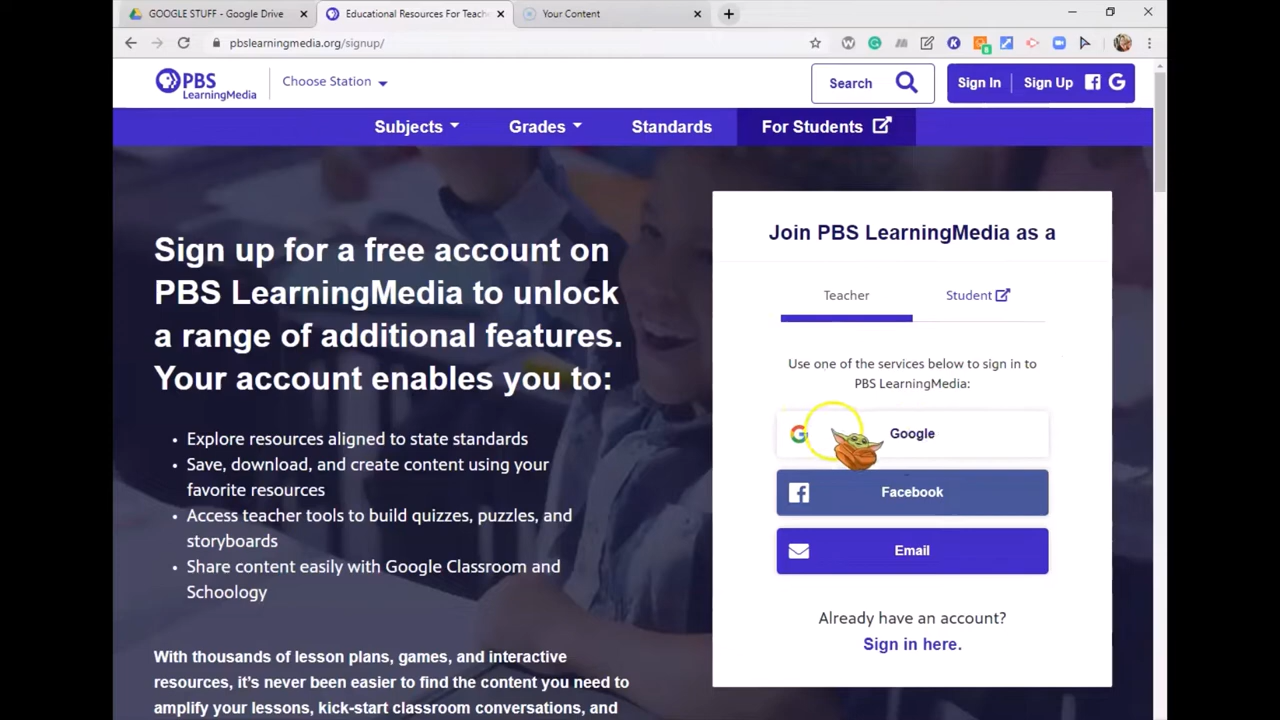 GOOGLE STUFF - Google Drive
Educational Resources For Teach
Your Content
pbslearningmedia.org/signup/
PBS
LearningMedia
Choose Station
Search
Sign In
Sign Up
Subjects
Grades
Standards
For Students
Sign up for a free account on
PBS LearningMedia to unlock
a range of additional features.
Your account enables you to:
• Explore resources aligned to state standards
• Save, download, and create content using your
favorite resources
• Access teacher tools to build quizzes, puzzles, and
storyboards
• Share content easily with Google Classroom and
Schoology
With thousands of lesson plans, games, and interactive
resources, it's never been easier to find the content you need to
amplify your lessons, kick-start classroom conversations, and
Join PBS LearningMedia as a
Teacher
Student
Use one of the services below to sign in to
PBS LearningMedia:
Google
Facebook
Email
Already have an account?
Sign in here.